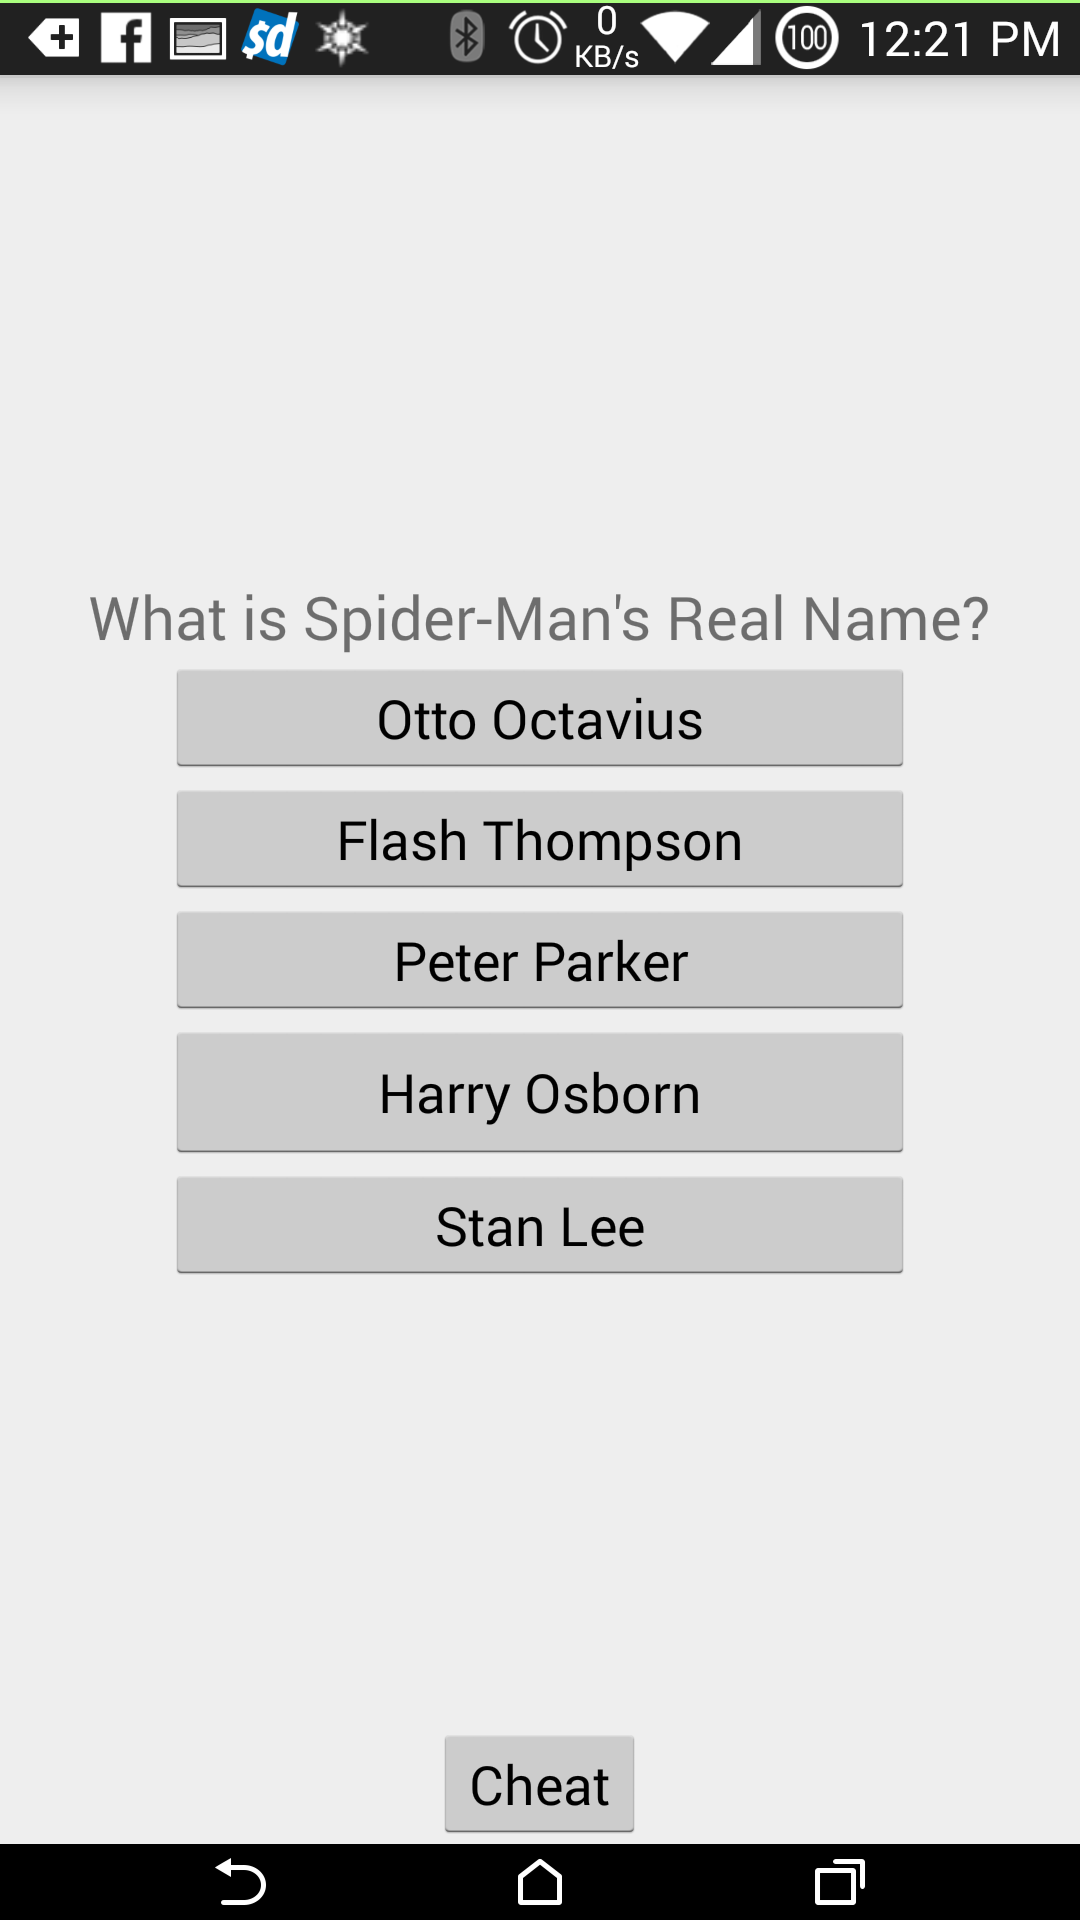 sd 0 KB/s 100 12:21 PM
What is Spider-Man's Real Name?
Otto Octavius
Flash Thompson
Peter Parker
Harry Osborn
Stan Lee
Cheat